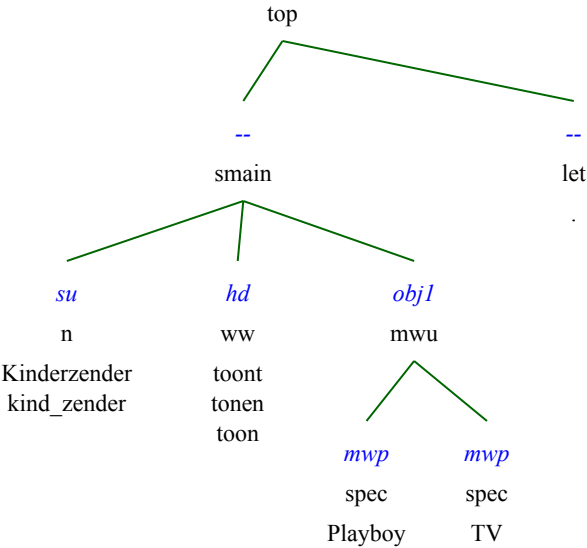 top
-- --
smain let
.
su hd obj1
n ww mwu
Kinderzender toont
kind_zender tonen
toon
mwp mwp
spec spec
Playboy TV